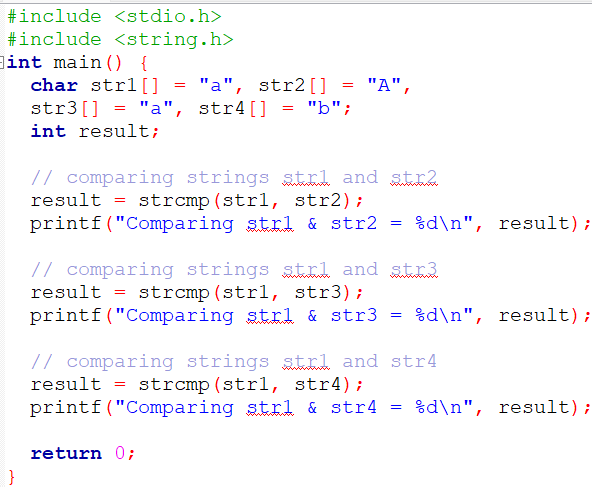 #include <stdio.h>
#include <string.h>
int main() {
  char str1[] = "a", str2[] = "A",
  str3[] = "a", str4[] = "b";
  int result;

  // comparing strings str1 and str2
  result = strcmp(str1, str2);
  printf("Comparing str1 & str2 = %d\n", result);

  // comparing strings str1 and str3
  result = strcmp(str1, str3);
  printf("Comparing str1 & str3 = %d\n", result);

  // comparing strings str1 and str4
  result = strcmp(str1, str4);
  printf("Comparing str1 & str4 = %d\n", result);

  return 0;
}